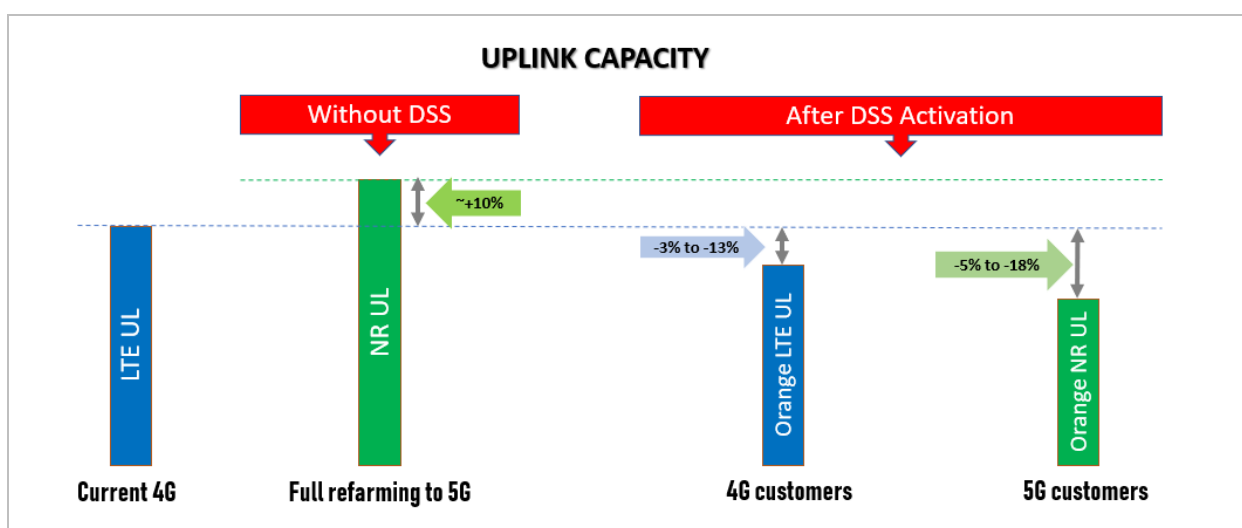 UPLINK CAPACITY
Without DSS
After DSS Activation
~+10%
-3% to -13%
-5% to -18%
LTE UL
NR UL
Orange LTE UL
Orange NR UL
Current 4G
Full refarming to 5G
4G customers
5G customers